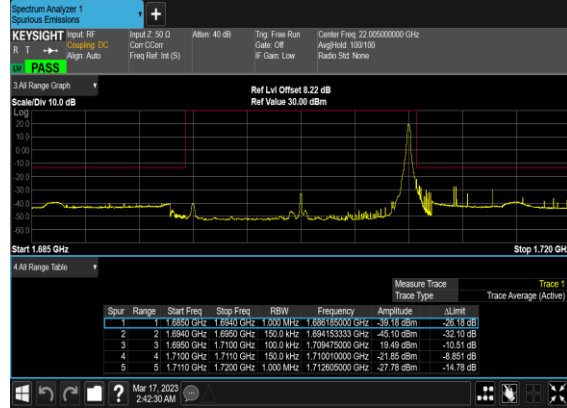 Spectrum Analyzer 1
Spurious Emissions
+
KEYSIGHT Input: RF Input Z: 50 Ω Atten: 40 dB Trig: Free Run Center Freq: 22.005000000 GHz
R T Coupling: DC Corr CCorr Gate: Off Avg|Hold: 100/100
Align: Auto Freq Ref: Int (S) IF Gain: Low Radio Std: None
PASS
3 All Range Graph
Ref Lvl Offset 8.22 dB
Scale/Div 10.0 dB Ref Value 30.00 dBm
Log
20.0
10.0
0.00
-10.0
-20.0
-30.0
-40.0
-50.0
-60.0
Start 1.685 GHz Stop 1.720 GHz
4 All Range Table
Measure Trace Trace 1
Trace Type Trace Average (Active)
Spur Range Start Freq Stop Freq RBW Frequency Amplitude ΔLimit
1 1 1.6850 GHz 1.6940 GHz 1.000 MHz 1.686185000 GHz -39.18 dBm -26.18 dB
2 2 1.6940 GHz 1.6950 GHz 150.0 kHz 1.694153333 GHz -45.10 dBm -32.10 dB
3 3 1.6950 GHz 1.7100 GHz 100.0 kHz 1.709475000 GHz 19.49 dBm -10.51 dB
4 4 1.7100 GHz 1.7110 GHz 150.0 kHz 1.710010000 GHz -21.85 dBm -8.851 dB
5 5 1.7110 GHz 1.7200 GHz 1.000 MHz 1.712605000 GHz -27.78 dBm -14.78 dB
? Mar 17, 2023
2:42:30 AM